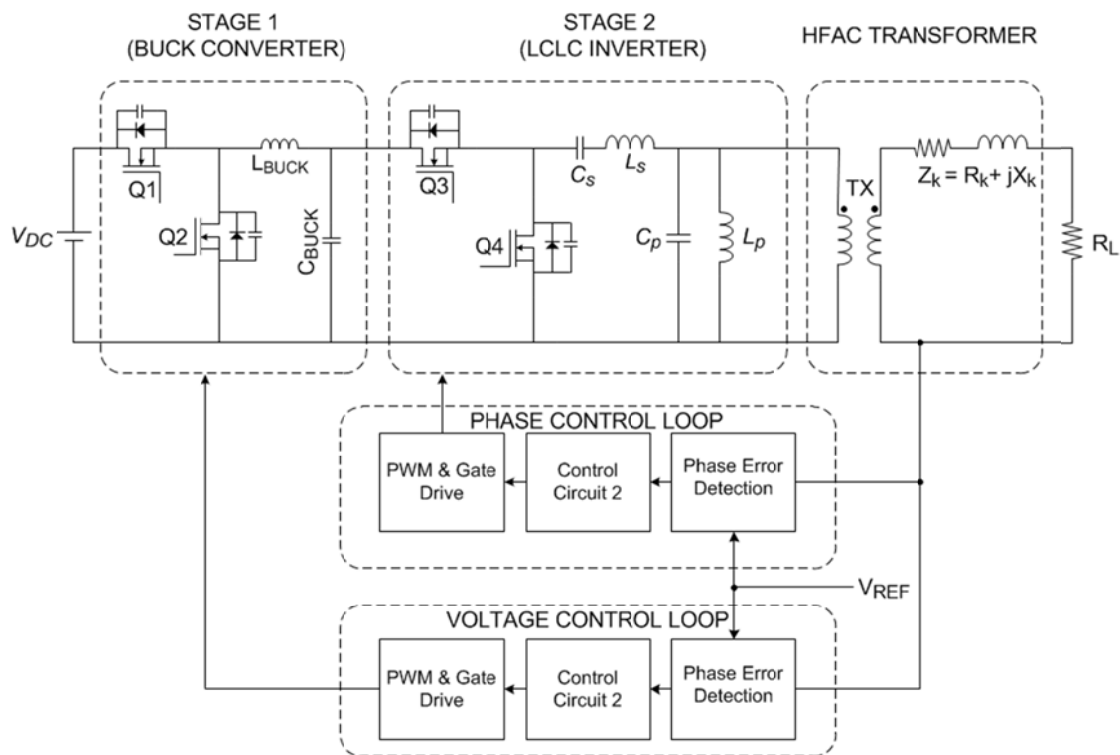 STAGE 1
(BUCK CONVERTER)
STAGE 2
(LCLC INVERTER)
HFAC TRANSFORMER
Q1
L_BUCK
Q3
C_s
L_s
Z_k = R_k+ jX_k
TX
V_DC
Q2
C_BUCK
Q4
C_p
L_p
R_L
PHASE CONTROL LOOP
PWM & Gate
Drive
Control
Circuit 2
Phase Error
Detection
V_REF
VOLTAGE CONTROL LOOP
PWM & Gate
Drive
Control
Circuit 2
Phase Error
Detection